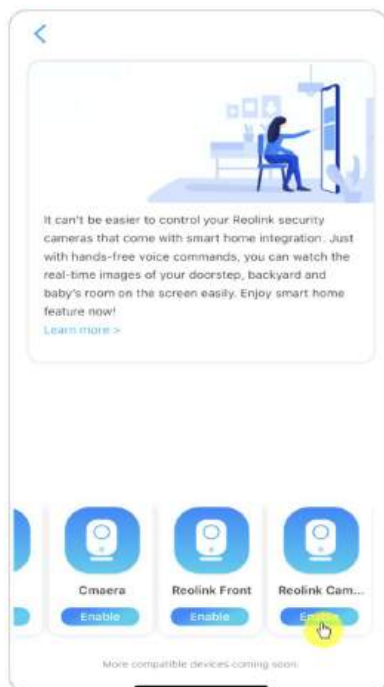 It can't be easier to control your Reolink security
cameras that come with smart home integration. Just
with hands-free voice commands, you can watch the
real-time images of your doorstep, backyard and
baby's room on the screen easily. Enjoy smart home
feature now!
Learn more >
Cmaera Reolink Front Reolink Cam...
Enable Enable Enable
More compatible devices coming soon